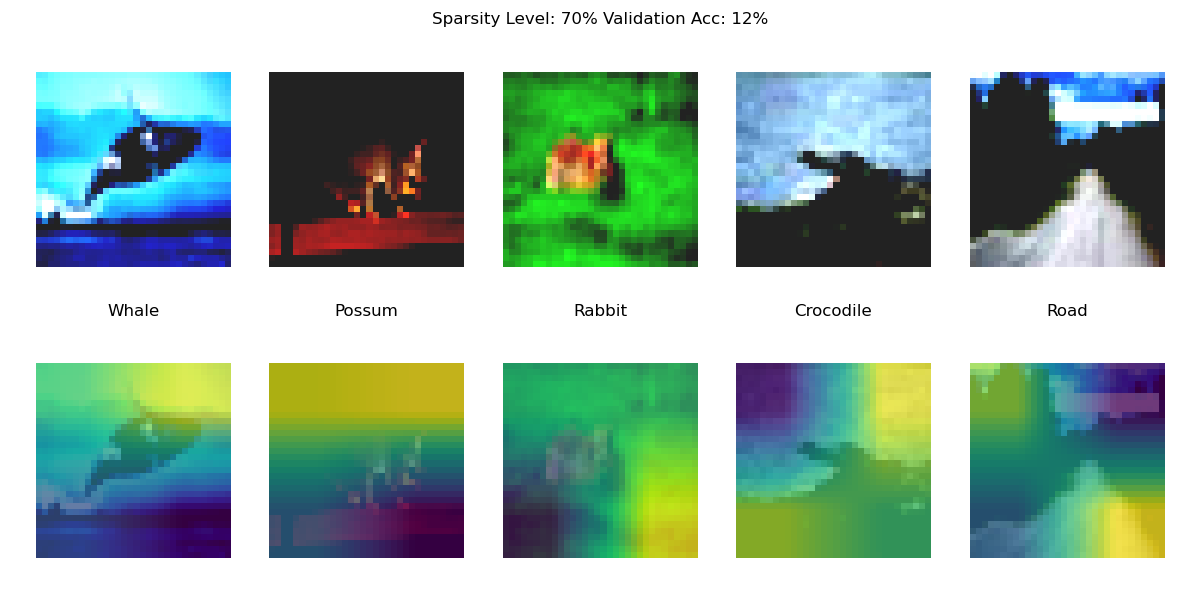 Sparsity Level: 70% Validation Acc: 12%
Whale
Possum
Rabbit
Crocodile
Road